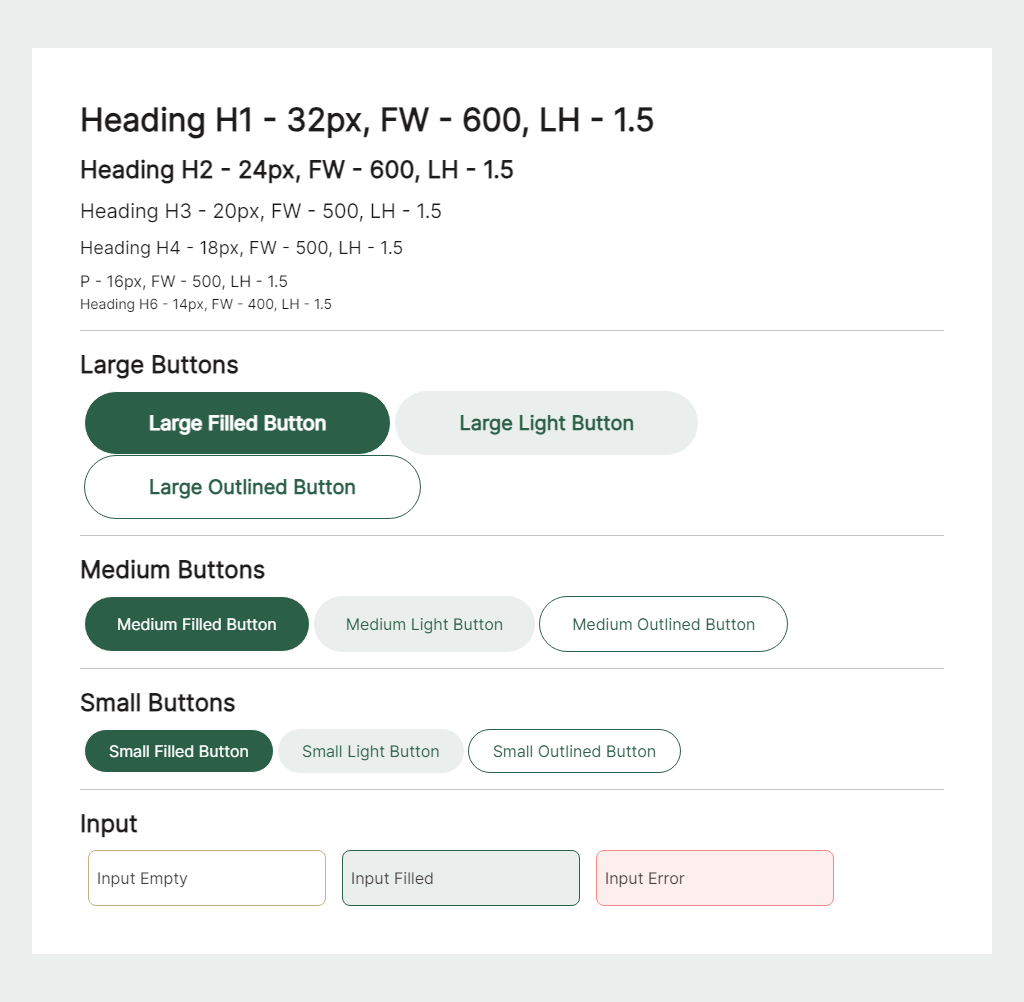 Heading H1 - 32px, FW - 600, LH - 1.5
Heading H2 - 24px, FW - 600, LH - 1.5
Heading H3 - 20px, FW - 500, LH - 1.5
Heading H4 - 18px, FW - 500, LH - 1.5
P - 16px, FW - 500, LH - 1.5
Heading H6 - 14px, FW - 400, LH - 1.5
Large Buttons
Large Filled Button
Large Light Button
Large Outlined Button
Medium Buttons
Medium Filled Button
Medium Light Button
Medium Outlined Button
Small Buttons
Small Filled Button
Small Light Button
Small Outlined Button
Input
Input Empty
Input Filled
Input Error